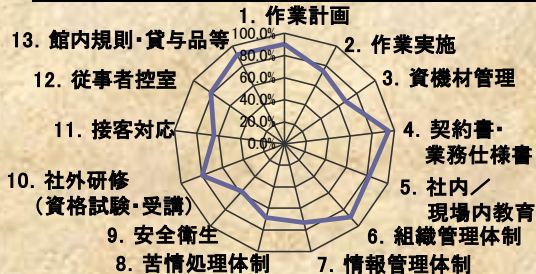 1. 作業計画
2. 作業実施
3. 資機材管理
4. 契約書・
業務仕様書
5. 社内／
現場内教育
6. 組織管理体制
7. 情報管理体制
8. 苦情処理体制
9. 安全衛生
10. 社外研修
（資格試験・受講）
11. 接客対応
12. 従事者控室
13. 館内規則・貸与品等
100.0%
80.0%
60.0%
40.0%
20.0%
0.0%